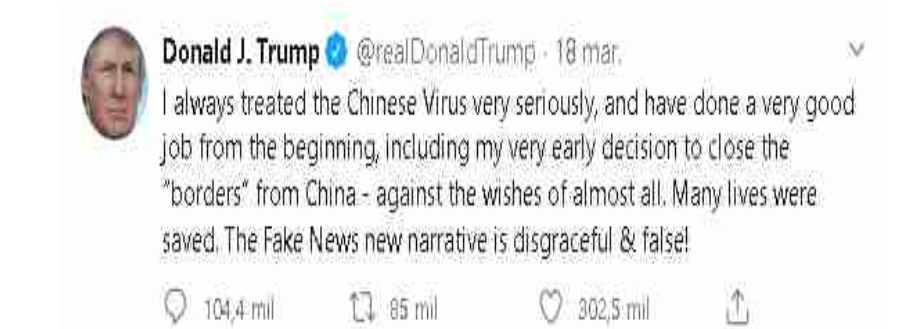 Donald J. Trump @realDonaldTrump · 18 mar.
I always treated the Chinese Virus very seriously, and have done a very good
job from the beginning, including my very early decision to close the
"borders" from China - against the wishes of almost all. Many lives were
saved. The Fake News new narrative is disgraceful & false!
104,4 mil 85 mil 302,5 mil